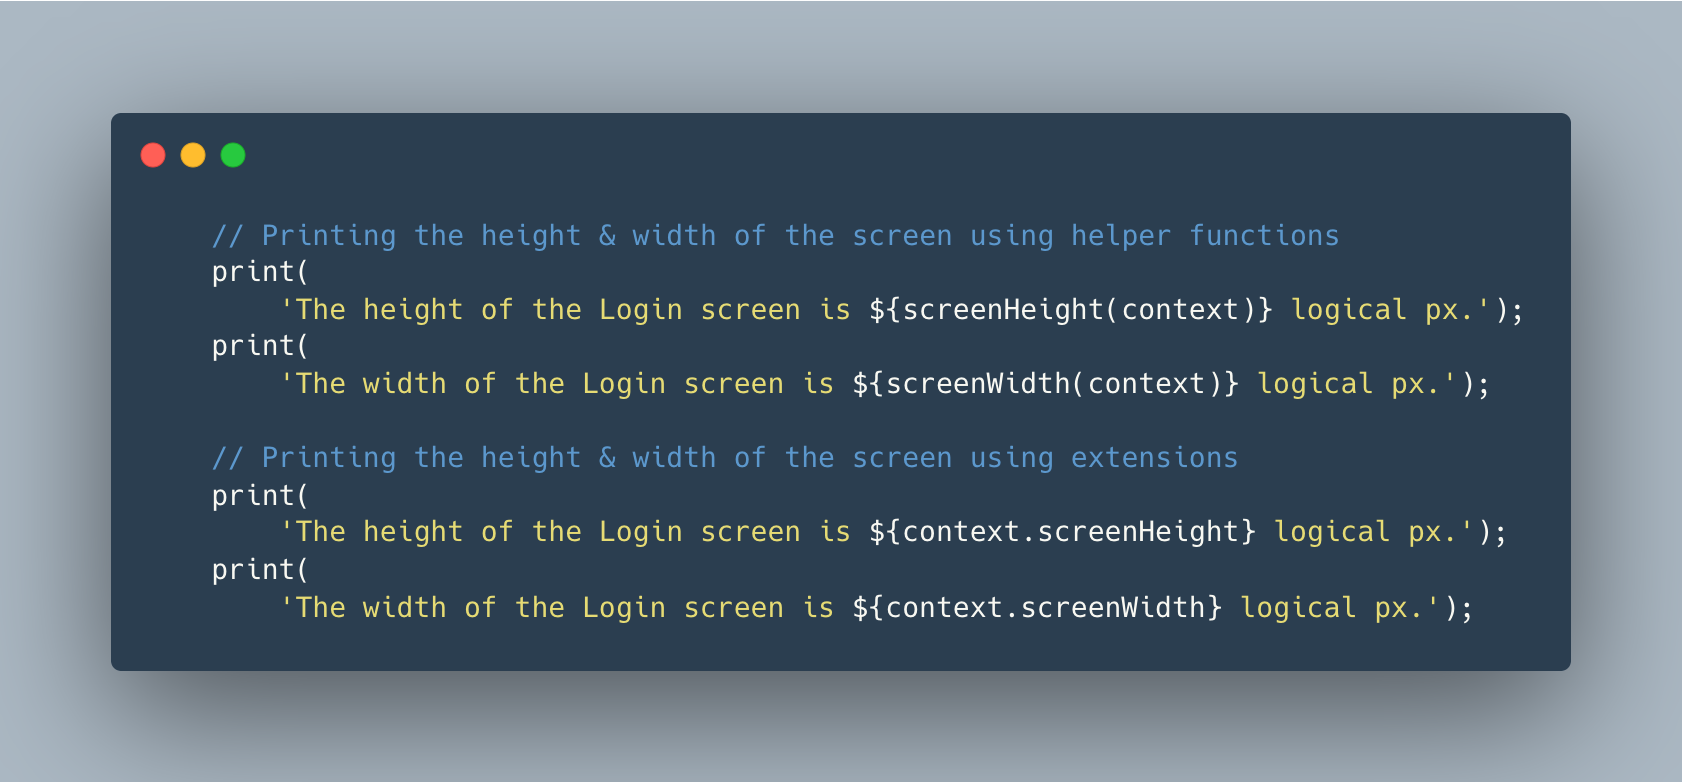 // Printing the height & width of the screen using helper functions
print(
    'The height of the Login screen is ${screenHeight(context)} logical px.');
print(
    'The width of the Login screen is ${screenWidth(context)} logical px.');

// Printing the height & width of the screen using extensions
print(
    'The height of the Login screen is ${context.screenHeight} logical px.');
print(
    'The width of the Login screen is ${context.screenWidth} logical px.');